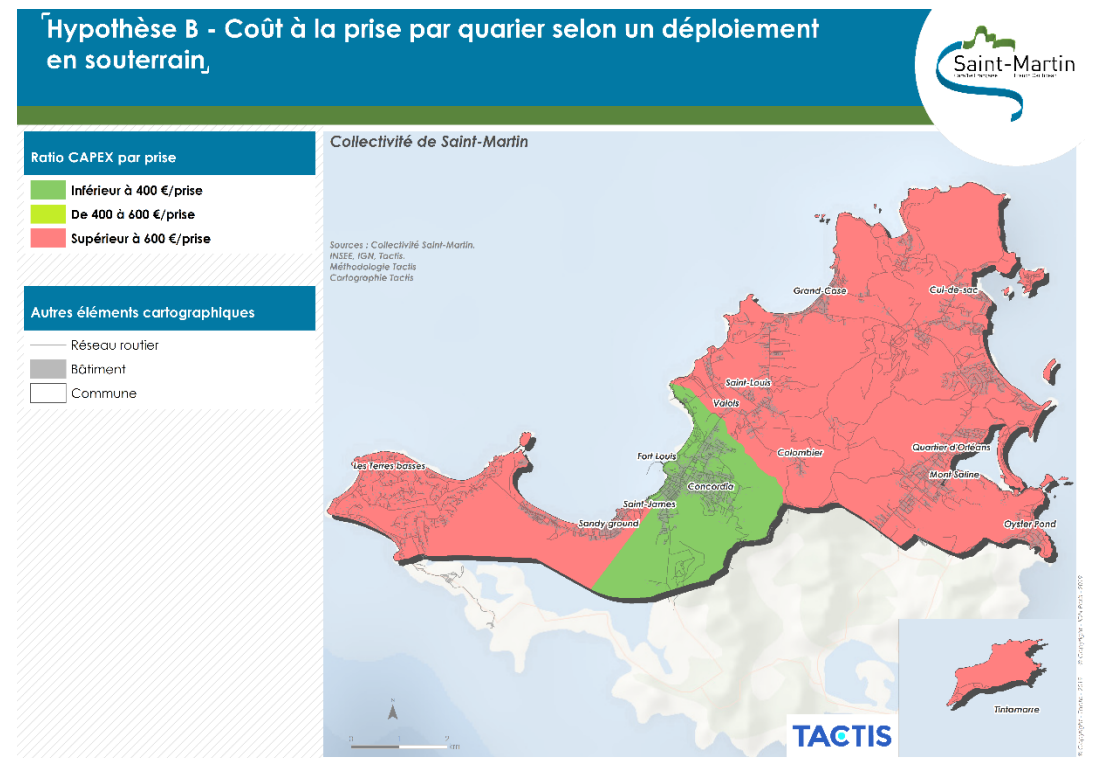 Hypothèse B - Coût à la prise par quarier selon un déploiement
en souterrain
Saint-Martin
Ratio CAPEX par prise
Inférieur à 400 €/prise
De 400 à 600 €/prise
Supérieur à 600 €/prise
Autres éléments cartographiques
Réseau routier
Bâtiment
Commune
Collectivité de Saint-Martin
Sources : Collectivité Saint-Martin.
INSEE, IGN, Tactis.
Méthodologie Tactis
Cartographie Tactis
Grand-Case
Cul-de-sac
Saint-Louis
Valois
Colombier
Quartier d'Orléans
Mont Saline
Fort Louis
Concordia
Les Terres basses
Saint-James
Sandy ground
Oyster Pond
Tintamarre
0 1 2
km
TACTIS